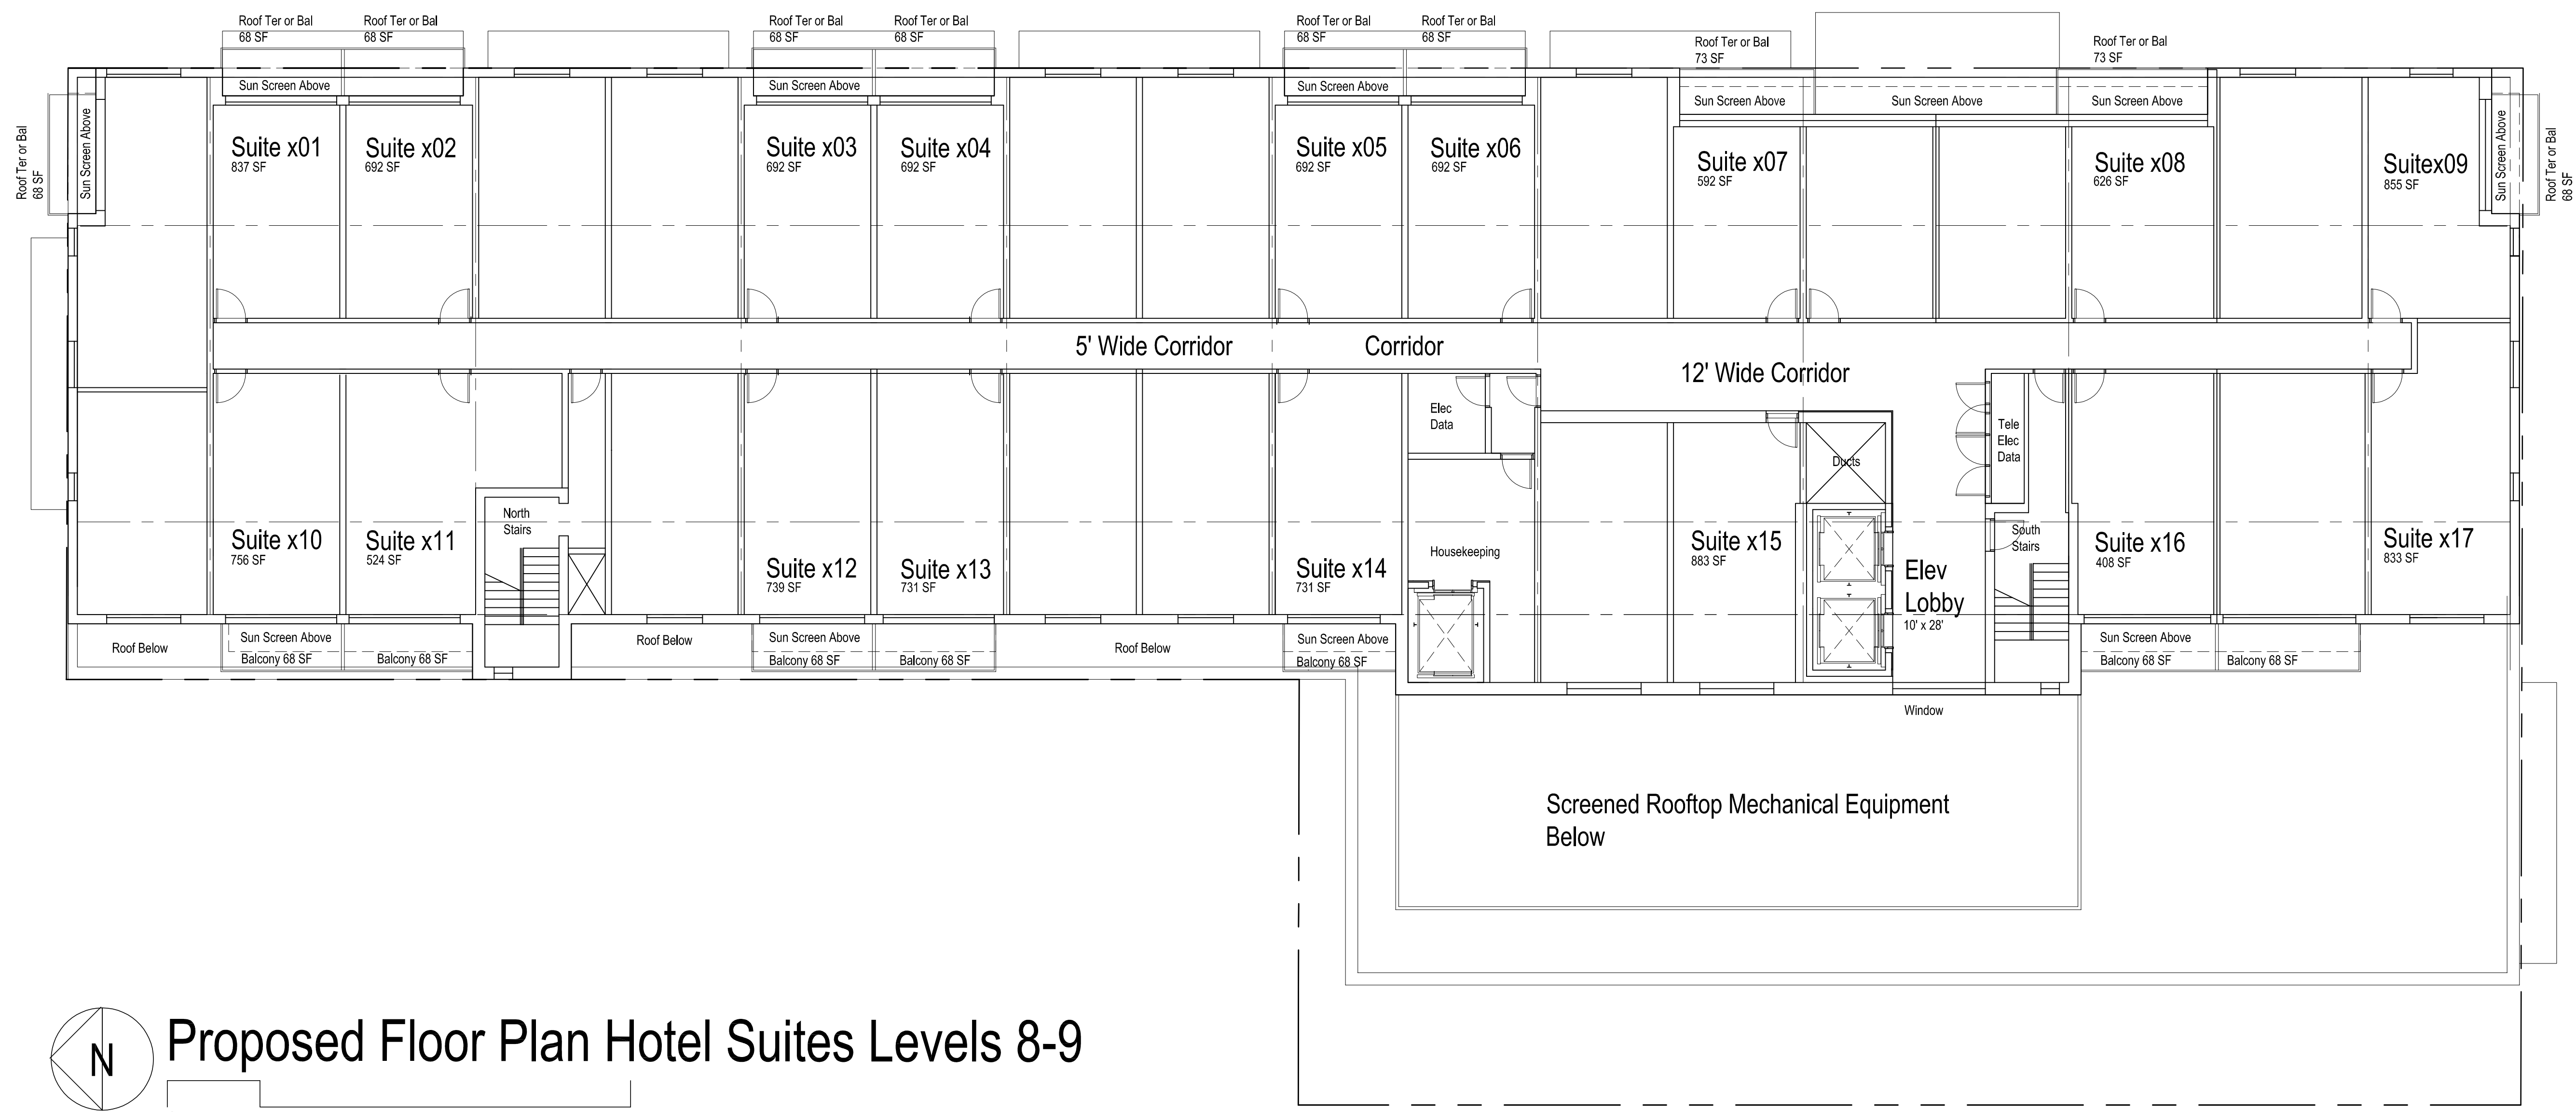 Roof Ter or Bal
68 SF
Roof Ter or Bal
68 SF
Roof Ter or Bal
68 SF
Roof Ter or Bal
68 SF
Roof Ter or Bal
68 SF
Roof Ter or Bal
68 SF
Roof Ter or Bal
73 SF
Roof Ter or Bal
73 SF
Sun Screen Above
Sun Screen Above
Sun Screen Above
Sun Screen Above
Sun Screen Above
Sun Screen Above
Roof Ter or Bal
68 SF
Sun Screen Above
Sun Screen Above
Roof Ter or Bal
68 SF
Suite x01
837 SF
Suite x02
692 SF
Suite x03
692 SF
Suite x04
692 SF
Suite x05
692 SF
Suite x06
692 SF
Suite x07
592 SF
Suite x08
626 SF
Suitex09
855 SF
5' Wide Corridor
Corridor
12' Wide Corridor
Elec
Data
Tele
Elec
Data
Ducts
North
Stairs
South
Stairs
Housekeeping
Suite x10
756 SF
Suite x11
524 SF
Suite x12
739 SF
Suite x13
731 SF
Suite x14
731 SF
Suite x15
883 SF
Elev
Lobby
10' x 28'
Suite x16
408 SF
Suite x17
833 SF
Roof Below
Sun Screen Above
Balcony 68 SF
Balcony 68 SF
Roof Below
Sun Screen Above
Balcony 68 SF
Balcony 68 SF
Roof Below
Sun Screen Above
Balcony 68 SF
Sun Screen Above
Balcony 68 SF
Balcony 68 SF
Window
Screened Rooftop Mechanical Equipment
Below
N
Proposed Floor Plan Hotel Suites Levels 8-9